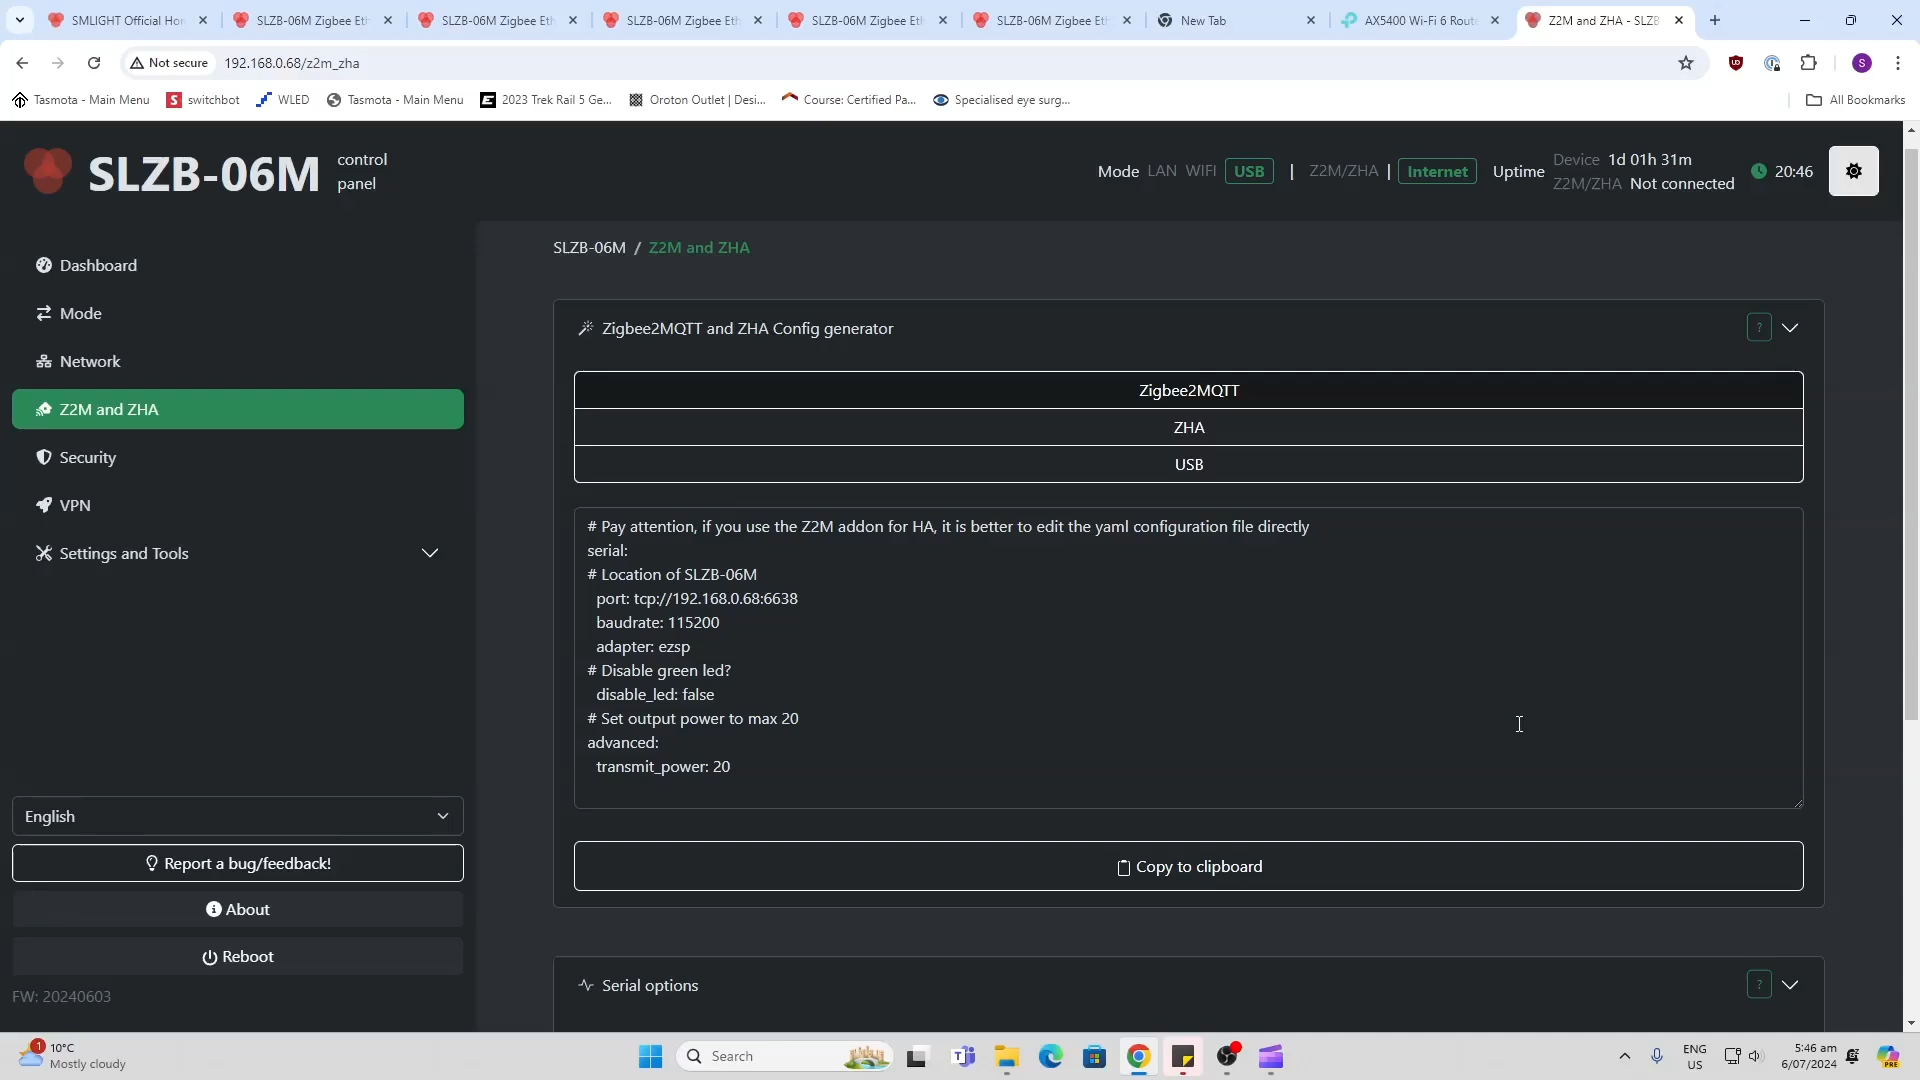 SMLIGHT Official Hor
SLZB-06M Zigbee Eth
SLZB-06M Zigbee Eth
SLZB-06M Zigbee Eth
SLZB-06M Zigbee Eth
SLZB-06M Zigbee Eth
New Tab
AX5400 Wi-Fi 6 Route
Z2M and ZHA - SLZB
Not secure
192.168.0.68/z2m_zha
Tasmota - Main Menu
switchbot
WLED
Tasmota - Main Menu
2023 Trek Rail 5 Ge...
Oroton Outlet | Desi...
Course: Certified Pa...
Specialised eye surg...
All Bookmarks
SLZB-06M control panel
Mode LAN WIFI USB | Z2M/ZHA | Internet
Uptime Device 1d 01h 31m
Z2M/ZHA Not connected
20:46
Dashboard
Mode
Network
Z2M and ZHA
Security
VPN
Settings and Tools
English
Report a bug/feedback!
About
Reboot
FW: 20240603
SLZB-06M / Z2M and ZHA
Zigbee2MQTT and ZHA Config generator
?
Zigbee2MQTT
ZHA
USB
# Pay attention, if you use the Z2M addon for HA, it is better to edit the yaml configuration file directly
serial:
# Location of SLZB-06M
port: tcp://192.168.0.68:6638
baudrate: 115200
adapter: ezsp
# Disable green led?
disable_led: false
# Set output power to max 20
advanced:
transmit_power: 20
Copy to clipboard
Serial options
?
1
10°C
Mostly cloudy
Search
ENG
US
5:46 am
6/07/2024
PRE